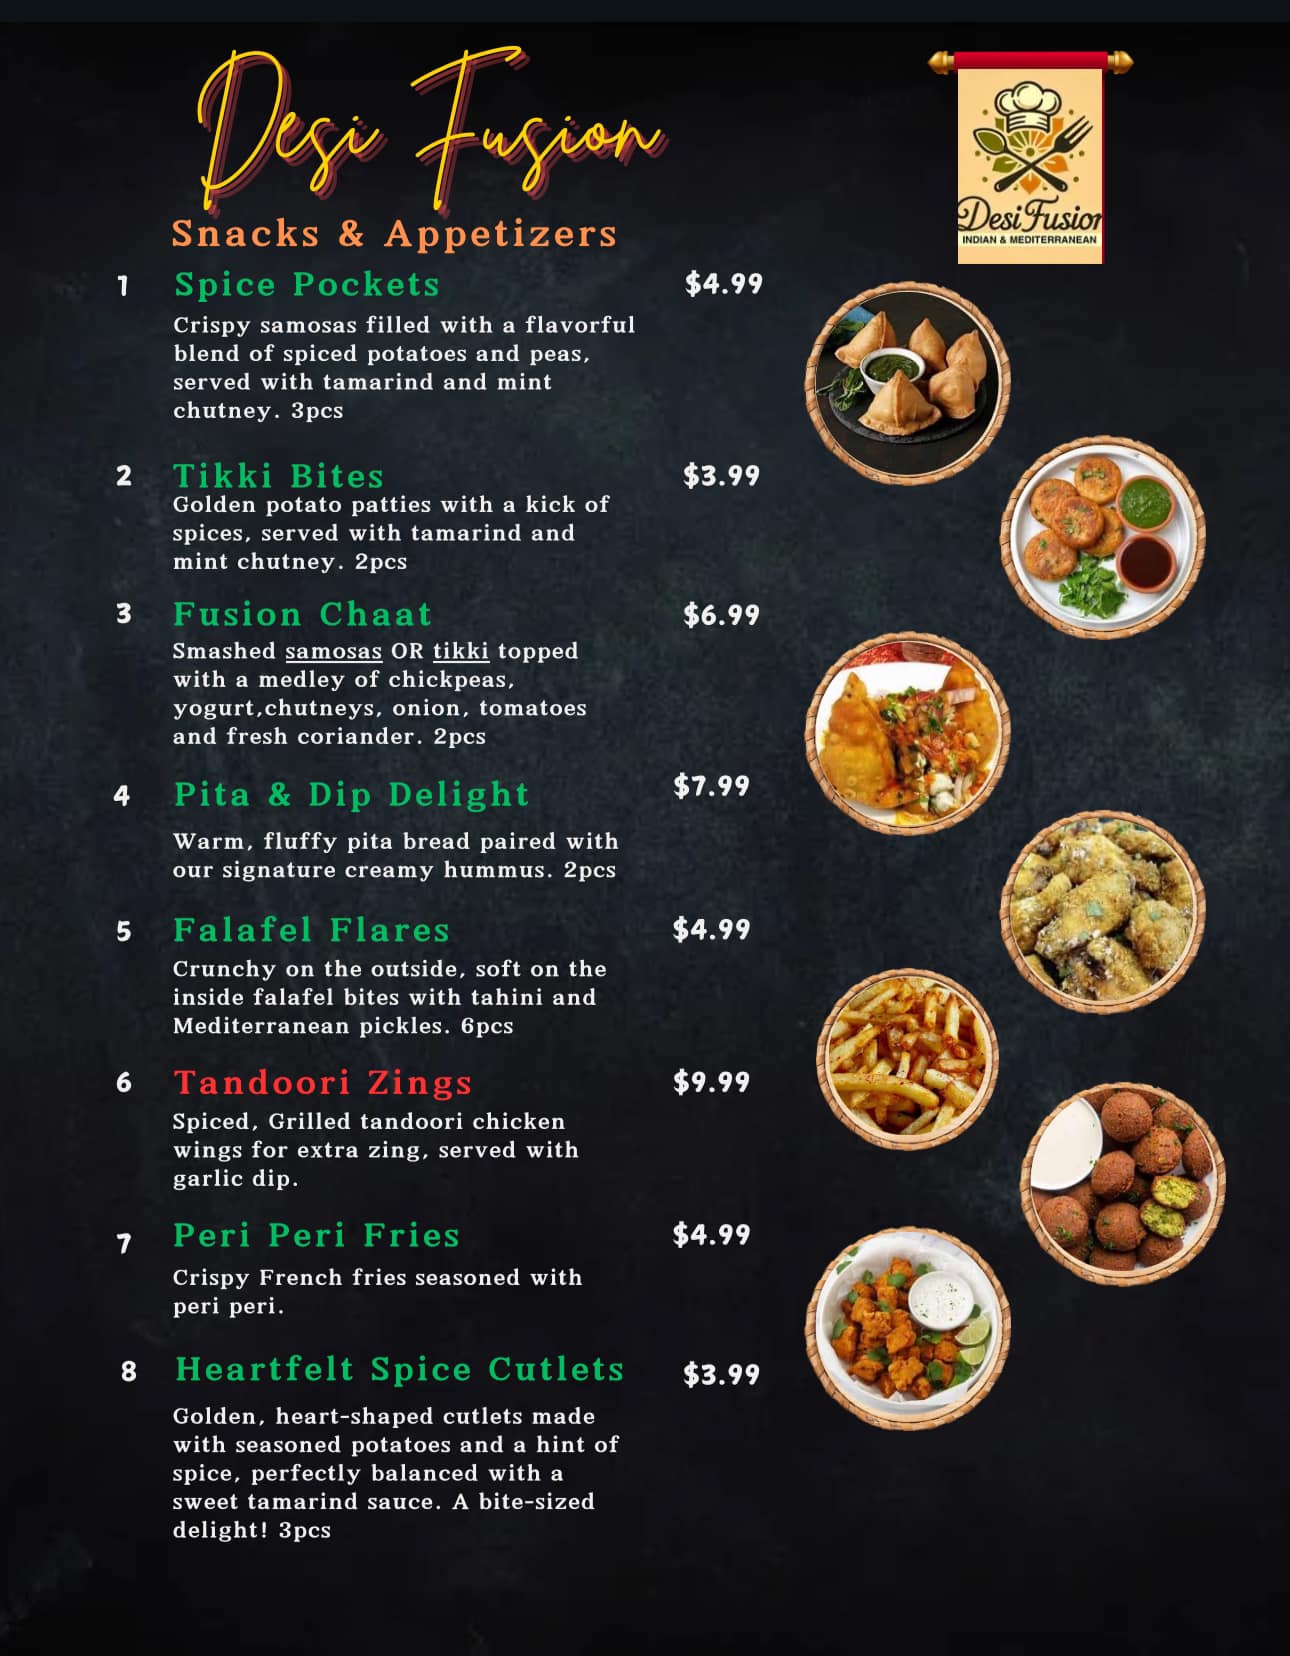 Desi Fusion
DesiFusion
INDIAN & MEDITERRANEAN
Snacks & Appetizers
1 Spice Pockets $4.99
Crispy samosas filled with a flavorful
blend of spiced potatoes and peas,
served with tamarind and mint
chutney. 3pcs
2 Tikki Bites $3.99
Golden potato patties with a kick of
spices, served with tamarind and
mint chutney. 2pcs
3 Fusion Chaat $6.99
Smashed samosas OR tikki topped
with a medley of chickpeas,
yogurt,chutneys, onion, tomatoes
and fresh coriander. 2pcs
4 Pita & Dip Delight $7.99
Warm, fluffy pita bread paired with
our signature creamy hummus. 2pcs
5 Falafel Flares $4.99
Crunchy on the outside, soft on the
inside falafel bites with tahini and
Mediterranean pickles. 6pcs
6 Tandoori Zings $9.99
Spiced, Grilled tandoori chicken
wings for extra zing, served with
garlic dip.
7 Peri Peri Fries $4.99
Crispy French fries seasoned with
peri peri.
8 Heartfelt Spice Cutlets $3.99
Golden, heart-shaped cutlets made
with seasoned potatoes and a hint of
spice, perfectly balanced with a
sweet tamarind sauce. A bite-sized
delight! 3pcs